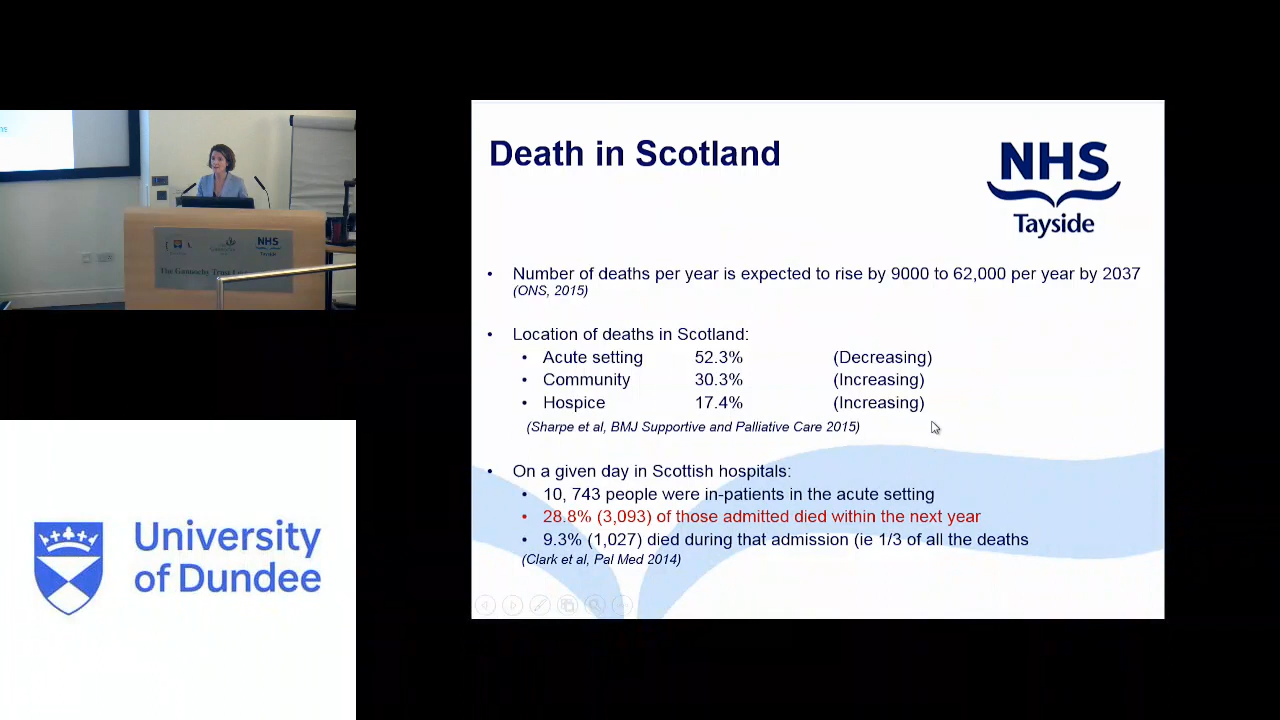 Death in Scotland
NHS
Tayside
• Number of deaths per year is expected to rise by 9000 to 62,000 per year by 2037
(ONS, 2015)
• Location of deaths in Scotland:
• Acute setting 52.3% (Decreasing)
• Community 30.3% (Increasing)
• Hospice 17.4% (Increasing)
(Sharpe et al, BMJ Supportive and Palliative Care 2015)
• On a given day in Scottish hospitals:
• 10, 743 people were in-patients in the acute setting
• 28.8% (3,093) of those admitted died within the next year
• 9.3% (1,027) died during that admission (ie 1/3 of all the deaths
(Clark et al, Pal Med 2014)
NHS
Tayside
The Gannochy Trust
University
of Dundee